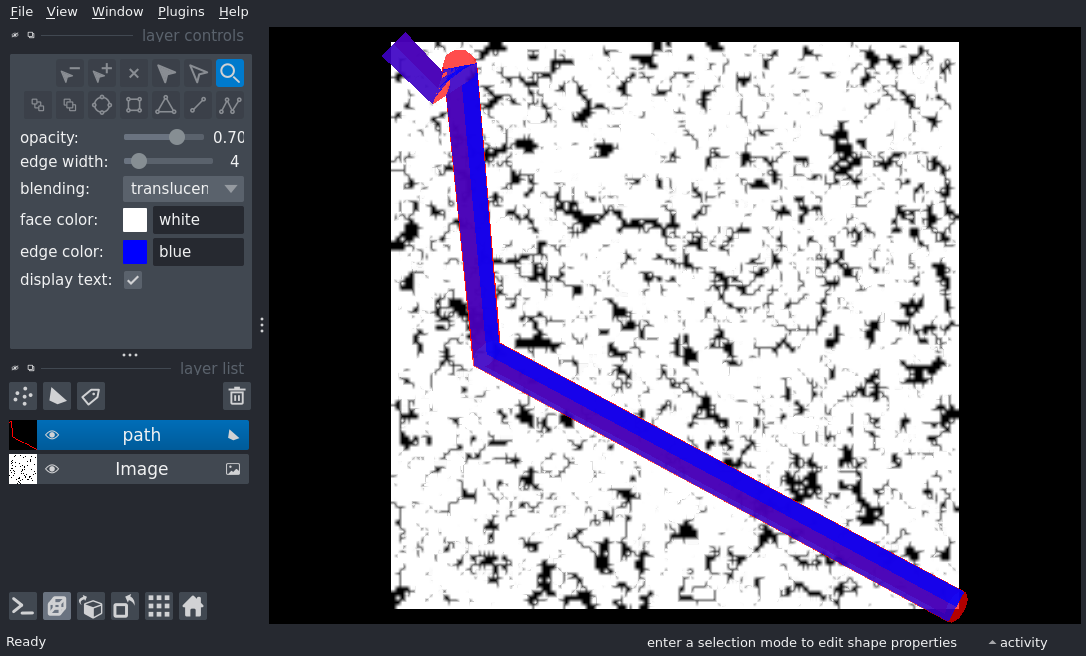 File View Window Plugins Help
layer controls
opacity: 0.70
edge width: 4
blending: translucen
face color: white
edge color: blue
display text:
layer list
path
Image
Ready enter a selection mode to edit shape properties activity